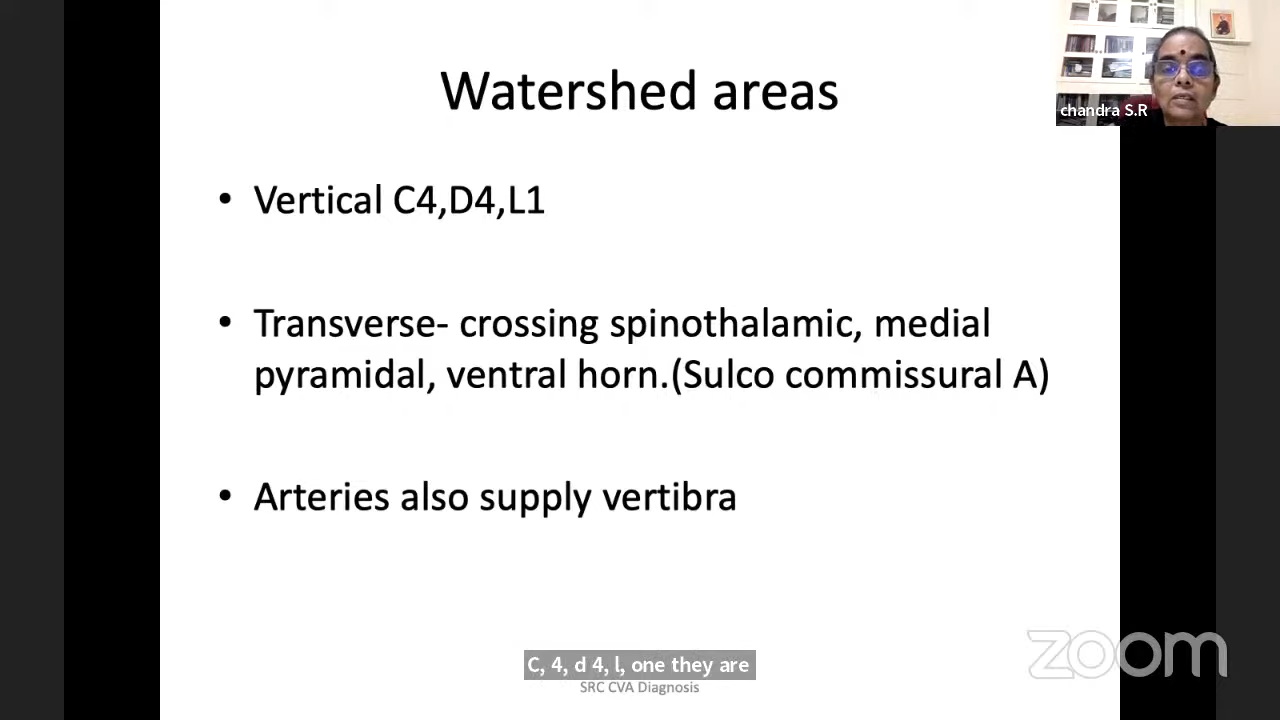 Watershed areas
chandra S.R
• Vertical C4,D4,L1
• Transverse- crossing spinothalamic, medial
pyramidal, ventral horn.(Sulco commissural A)
• Arteries also supply vertibra
C, 4, d 4, l, one they are
SRC CVA Diagnosis
zoom